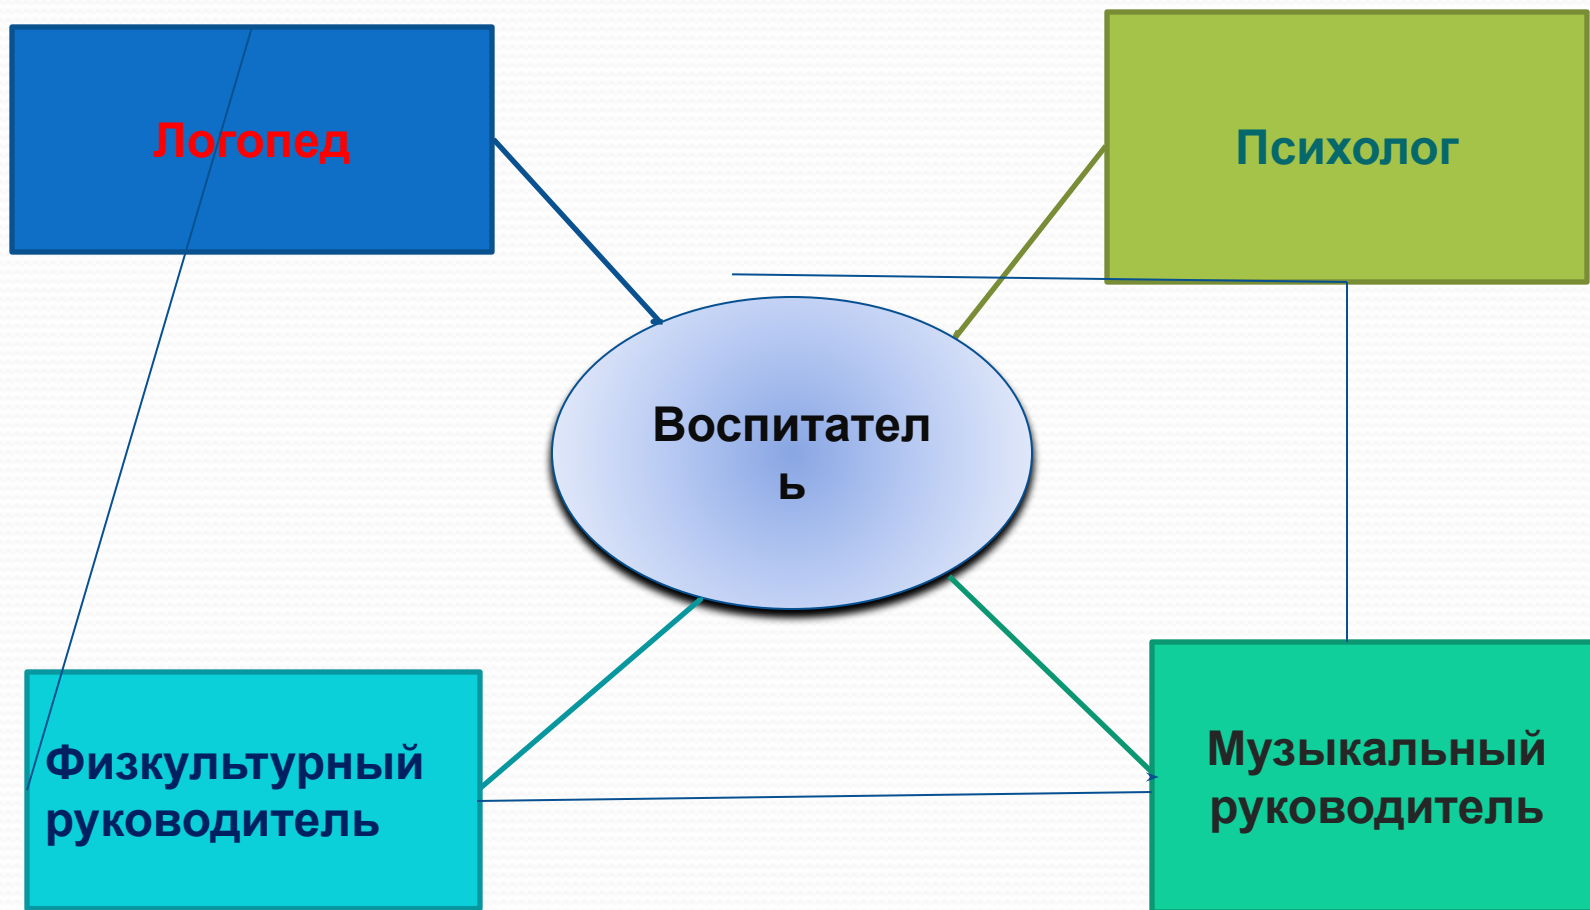 Логопед
Психолог
Воспитател
ь
Физкультурный
руководитель
Музыкальный
руководитель